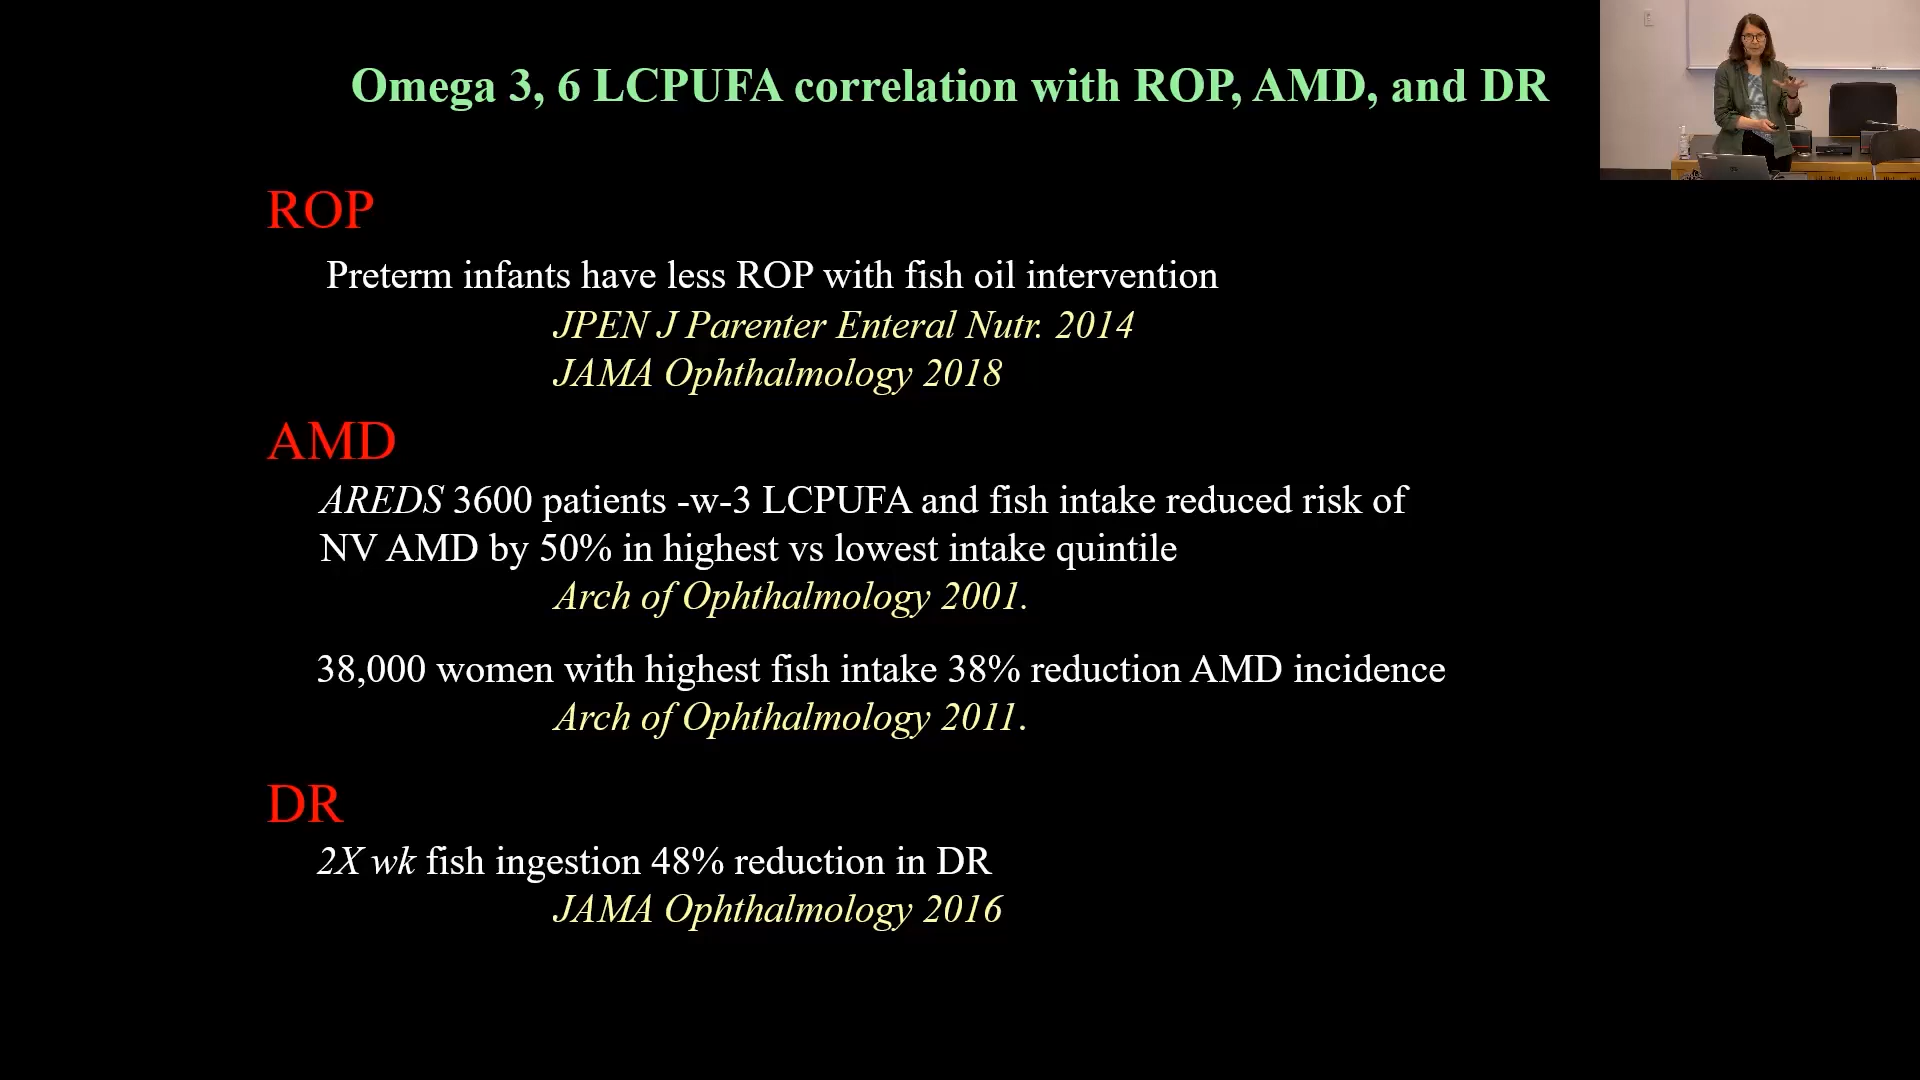 Omega 3, 6 LCPUFA correlation with ROP, AMD, and DR
ROP
Preterm infants have less ROP with fish oil intervention
JPEN J Parenter Enteral Nutr. 2014
JAMA Ophthalmology 2018
AMD
AREDS 3600 patients -w-3 LCPUFA and fish intake reduced risk of
NV AMD by 50% in highest vs lowest intake quintile
Arch of Ophthalmology 2001.
38,000 women with highest fish intake 38% reduction AMD incidence
Arch of Ophthalmology 2011.
DR
2X wk fish ingestion 48% reduction in DR
JAMA Ophthalmology 2016